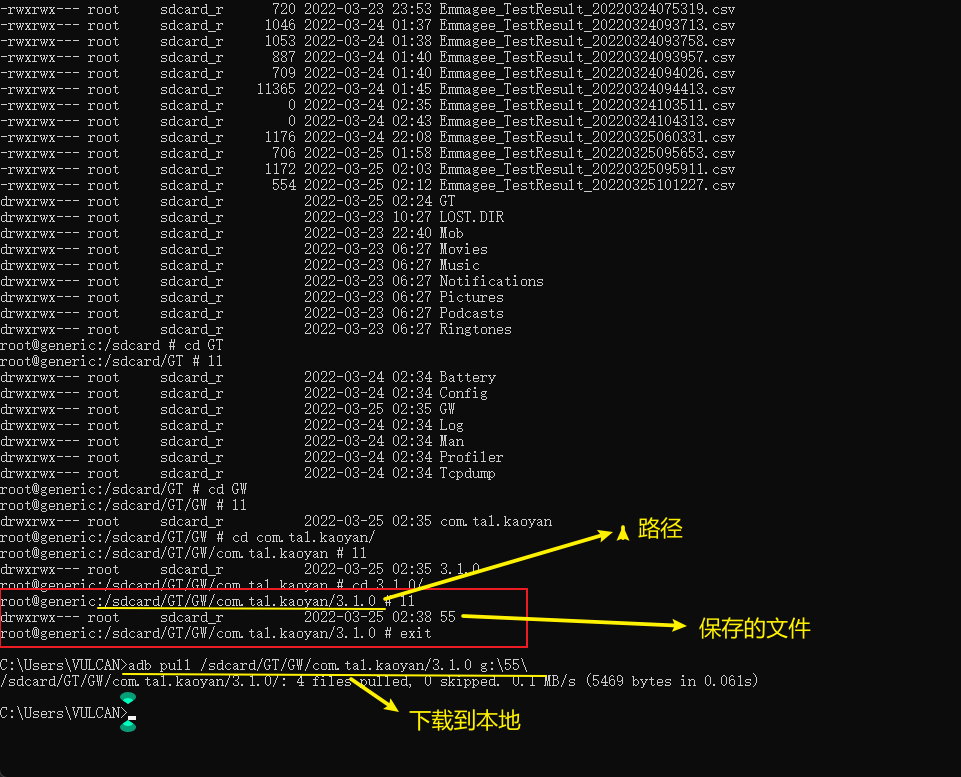 -rwxrwx--- root     sdcard_r      720 2022-03-23 23:53 Emmagee_TestResult_20220324075319.csv
-rwxrwx--- root     sdcard_r     1046 2022-03-24 01:37 Emmagee_TestResult_20220324093713.csv
-rwxrwx--- root     sdcard_r     1053 2022-03-24 01:38 Emmagee_TestResult_20220324093758.csv
-rwxrwx--- root     sdcard_r      887 2022-03-24 01:40 Emmagee_TestResult_20220324093957.csv
-rwxrwx--- root     sdcard_r      709 2022-03-24 01:40 Emmagee_TestResult_20220324094026.csv
-rwxrwx--- root     sdcard_r    11365 2022-03-24 01:45 Emmagee_TestResult_20220324094413.csv
-rwxrwx--- root     sdcard_r        0 2022-03-24 02:35 Emmagee_TestResult_20220324103511.csv
-rwxrwx--- root     sdcard_r        0 2022-03-24 02:43 Emmagee_TestResult_20220324104313.csv
-rwxrwx--- root     sdcard_r     1176 2022-03-24 22:08 Emmagee_TestResult_20220325060331.csv
-rwxrwx--- root     sdcard_r      706 2022-03-25 01:58 Emmagee_TestResult_20220325095653.csv
-rwxrwx--- root     sdcard_r     1172 2022-03-25 02:03 Emmagee_TestResult_20220325095911.csv
-rwxrwx--- root     sdcard_r      554 2022-03-25 02:12 Emmagee_TestResult_20220325101227.csv
drwxrwx--- root     sdcard_r          2022-03-25 02:24 GT
drwxrwx--- root     sdcard_r          2022-03-23 10:27 LOST.DIR
drwxrwx--- root     sdcard_r          2022-03-23 22:40 Mob
drwxrwx--- root     sdcard_r          2022-03-23 06:27 Movies
drwxrwx--- root     sdcard_r          2022-03-23 06:27 Music
drwxrwx--- root     sdcard_r          2022-03-23 06:27 Notifications
drwxrwx--- root     sdcard_r          2022-03-23 06:27 Pictures
drwxrwx--- root     sdcard_r          2022-03-23 06:27 Podcasts
drwxrwx--- root     sdcard_r          2022-03-23 06:27 Ringtones
root@generic:/sdcard # cd GT
root@generic:/sdcard/GT # ll
drwxrwx--- root     sdcard_r          2022-03-24 02:34 Battery
drwxrwx--- root     sdcard_r          2022-03-24 02:34 Config
drwxrwx--- root     sdcard_r          2022-03-25 02:35 GW
drwxrwx--- root     sdcard_r          2022-03-24 02:34 Log
drwxrwx--- root     sdcard_r          2022-03-24 02:34 Man
drwxrwx--- root     sdcard_r          2022-03-24 02:34 Profiler
drwxrwx--- root     sdcard_r          2022-03-24 02:34 Tcpdump
root@generic:/sdcard/GT # cd GW
root@generic:/sdcard/GT/GW # ll
drwxrwx--- root     sdcard_r          2022-03-25 02:35 com.tal.kaoyan
root@generic:/sdcard/GT/GW # cd com.tal.kaoyan/
路径
root@generic:/sdcard/GT/GW/com.tal.kaoyan # ll
drwxrwx--- root     sdcard_r          2022-03-25 02:35 3.1.0
root@generic:/sdcard/GT/GW/com.tal.kaoyan # cd 3.1.0/
root@generic:/sdcard/GT/GW/com.tal.kaoyan/3.1.0 # ll
drwxrwx--- root     sdcard_r          2022-03-25 02:38 55
保存的文件
root@generic:/sdcard/GT/GW/com.tal.kaoyan/3.1.0 # exit
C:\Users\VULCAN>adb pull /sdcard/GT/GW/com.tal.kaoyan/3.1.0 g:\55\
/sdcard/GT/GW/com.tal.kaoyan/3.1.0/: 4 files pulled, 0 skipped. 0.1 MB/s (5469 bytes in 0.061s)
C:\Users\VULCAN>
下载到本地